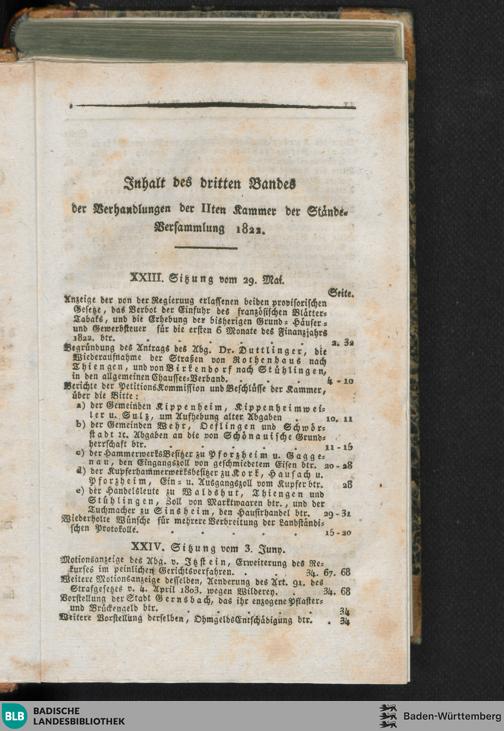 Inhalt des dritten Bandes
der Verhandlungen der IIten Kammer der Stände-
Versammlung 1822.
XXIII. Sitzung vom 29. Mai.
Seite.
Anzeige der von der Regierung erlassenen beiden provisorischen
Gesetze, das Verbot der Einfuhr des französischen Blätter-
Tabaks, und die Erhebung der bisherigen Grund- Häuser-
und Gewerbsteuer für die ersten 6 Monate des Finanzjahrs
1822. btr. . . . . . . 2. 32
Begründung des Antrags des Abg. Dr. Duttlinger, die
Wiederaufnahme der Straßen von Rothenhaus nach
Thiengen, und von Birkendorf nach Stühlingen,
in den allgemeinen Chaussee-Verband. . . . 4 - 10
Berichte der PetitionsKommission und Beschlüsse der Kammer,
über die Bitte:
a) der Gemeinden Kippenheim, Kippenheimwei-
ler u. Sulz, um Aufhebung alter Abgaben . 10. 11
b) der Gemeinden Wehr, Oeflingen und Schwör-
stadt ic. Abgaben an die von Schönauische Grund-
herrschaft btr. . . . . . 11 - 15
c) der HammerwerksBesitzer zu Pforzheim u. Gagge-
nau, den Eingangszoll von geschmiedetem Eisen btr. 20 - 28
d) der Kupferhammerwerksbesitzer zu Kork, Hausach u.
Pforzheim, Ein- u. Ausgangszoll vom Kupfer btr. 28
e) der Handelsleute zu Waldshut, Thiengen und
Stühlingen, Zoll von Marktwaaren btr., und der
Tuchmacher zu Sinsheim, den Hausirhandel btr. 29 - 31
Wiederholte Wünsche für mehrere Verbreitung der Landständi-
schen Protokolle. . . . . . 15 - 20
XXIV. Sitzung vom 3. Juny.
Motionsanzeige des Abg. v. Itzstein, Erweiterung des Re-
kurses im peinlichen Gerichtsverfahren. . . 34. 67. 68
Weitere Motionsanzeige desselben, Aenderung des Art. 91. des
Strafgesetzes v. 4. April 1803. wegen Wilderey. . 34. 68
Vorstellung der Stadt Gernsbach, das ihr entzogene Pflaster-
und Brückengeld btr. . . . . . 34
Weitere Vorstellung derselben, OhmgeldsEntschädigung btr. . 34
BLB BADISCHE
LANDESBIBLIOTHEK
Baden-Württemberg